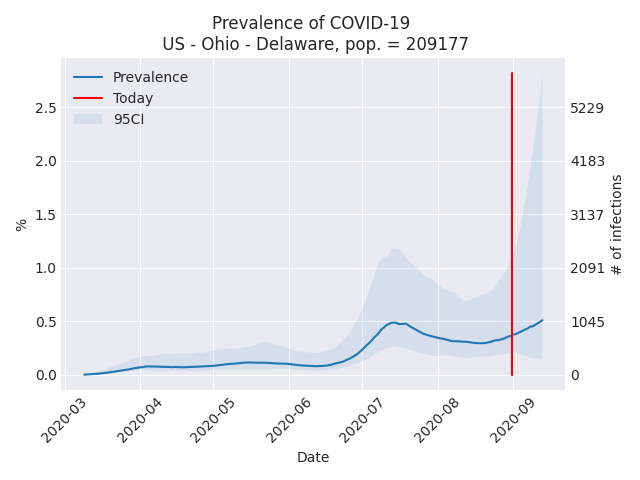 Prevalence of COVID-19
US - Ohio - Delaware, pop. = 209177
Prevalence
Today
95CI
2.5
2.0
1.5
1.0
0.5
0.0
%
5229
4183
3137
2091
1045
0
# of infections
2020-03
2020-04
2020-05
2020-06
2020-07
2020-08
2020-09
Date